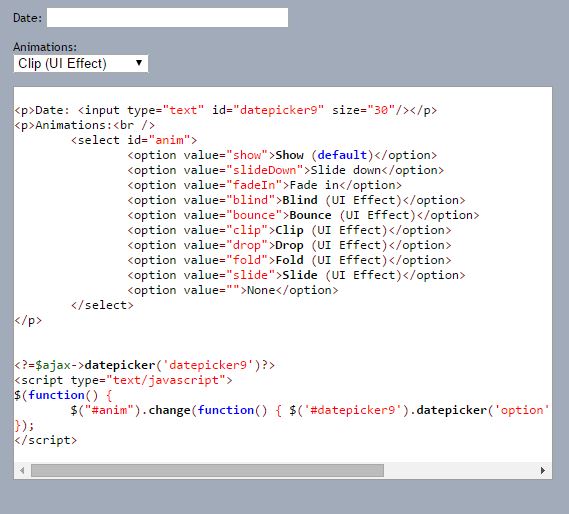 Date:
Animations:
Clip (UI Effect)
<p>Date: <input type="text" id="datepicker9" size="30"/></p>
<p>Animations:<br />
<select id="anim">
<option value="show">Show (default)</option>
<option value="slideDown">Slide down</option>
<option value="fadeIn">Fade in</option>
<option value="blind">Blind (UI Effect)</option>
<option value="bounce">Bounce (UI Effect)</option>
<option value="clip">Clip (UI Effect)</option>
<option value="drop">Drop (UI Effect)</option>
<option value="fold">Fold (UI Effect)</option>
<option value="slide">Slide (UI Effect)</option>
<option value="">None</option>
</select>
</p>
<?=$ajax->datepicker('datepicker9')?>
<script type="text/javascript">
$(function() {
$("#anim").change(function() { $('#datepicker9').datepicker('option'
});
</script>